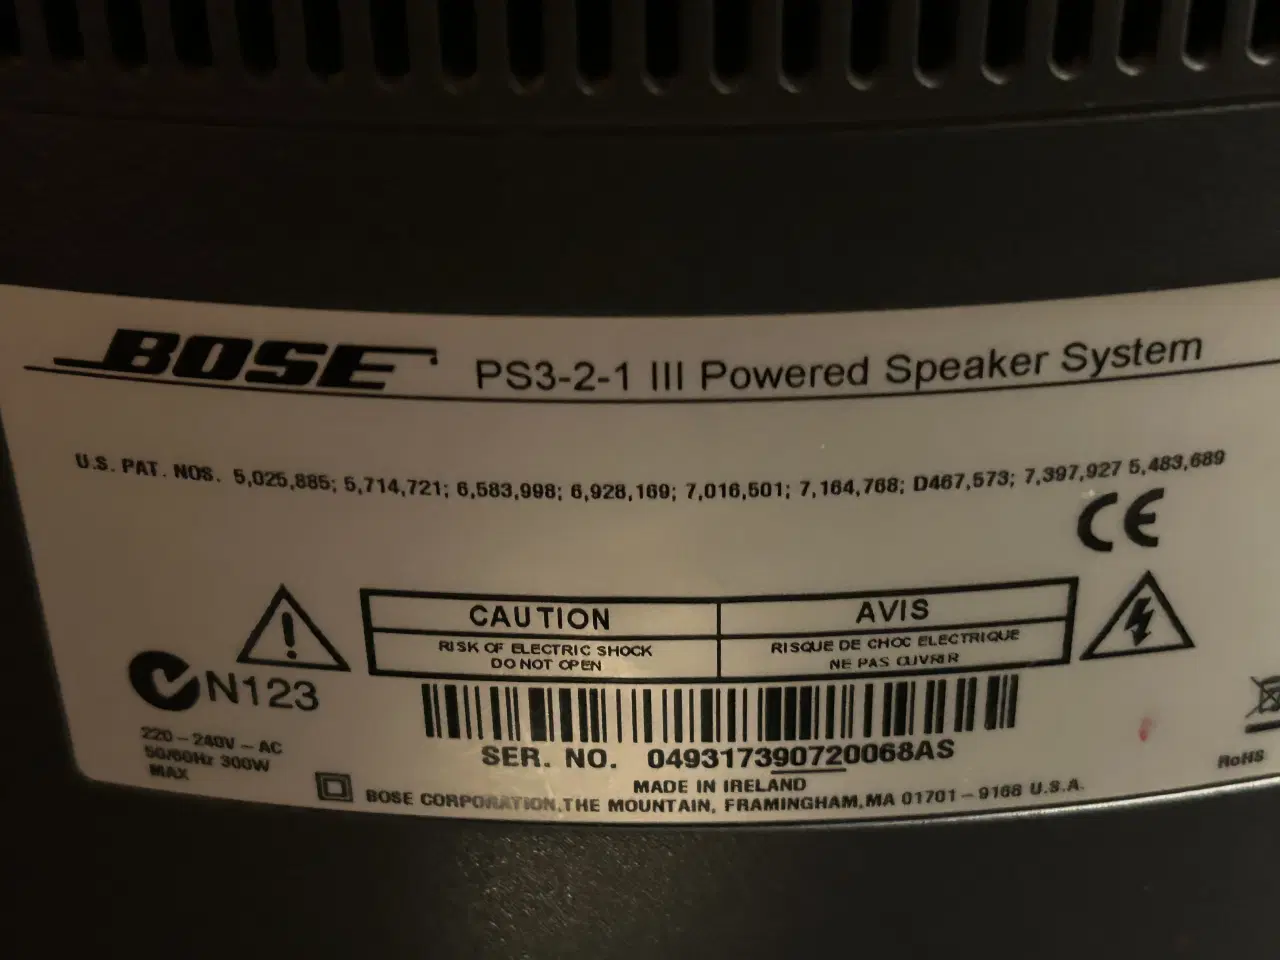 BOSE PS3-2-1 III Powered Speaker System
U.S. PAT. NOS. 5,025,885; 5,714,721; 6,583,998; 6,928,169; 7,016,501; 7,164,768; D467,573; 7,397,927 5,483,689
CE
CAUTION
RISK OF ELECTRIC SHOCK
DO NOT OPEN
AVIS
RISQUE DE CHOC ELECTRIQUE
NE PAS OUVRIR
N123
220-240V ~ AC
50/60Hz 300W
MAX
SER. NO. 049317390720068AS
MADE IN IRELAND
BOSE CORPORATION,THE MOUNTAIN, FRAMINGHAM,MA 01701-9168 U.S.A.
RoHS